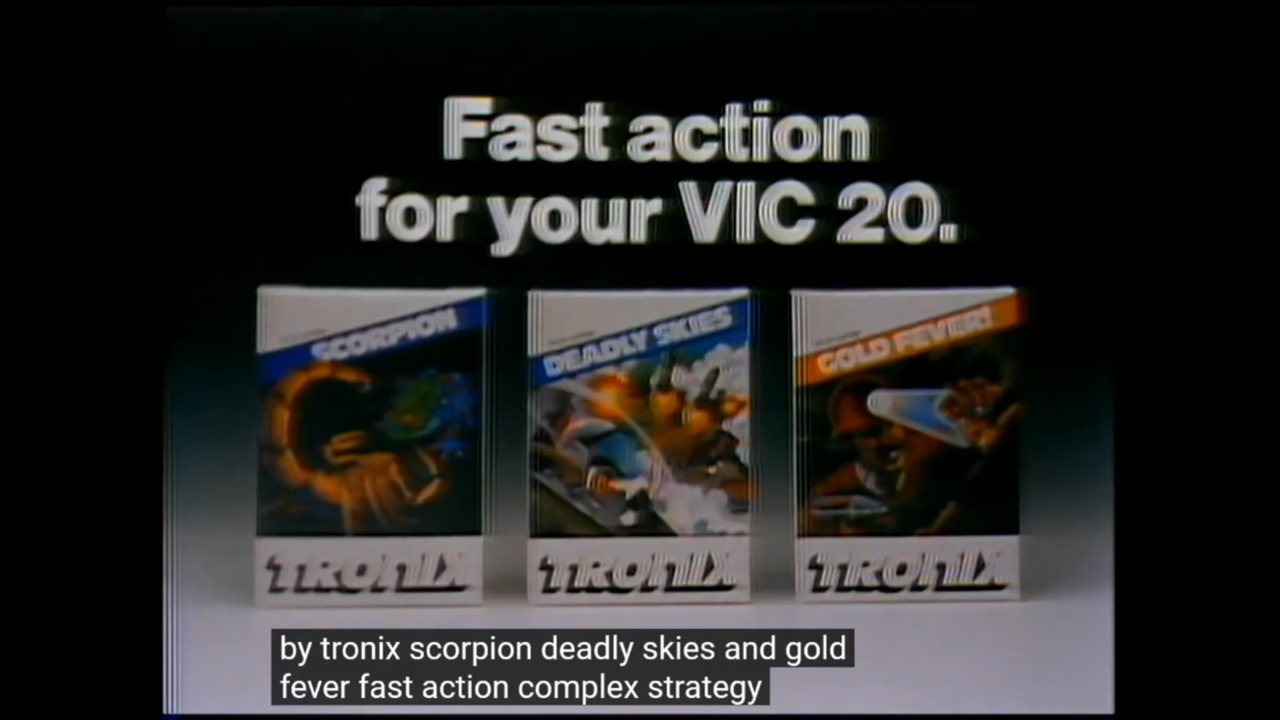 Fast action
for your VIC 20.
SCORPION
DEADLY SKIES
GOLD FEVER!
TRONIX
TRONIX
TRONIX
by tronix scorpion deadly skies and gold
fever fast action complex strategy